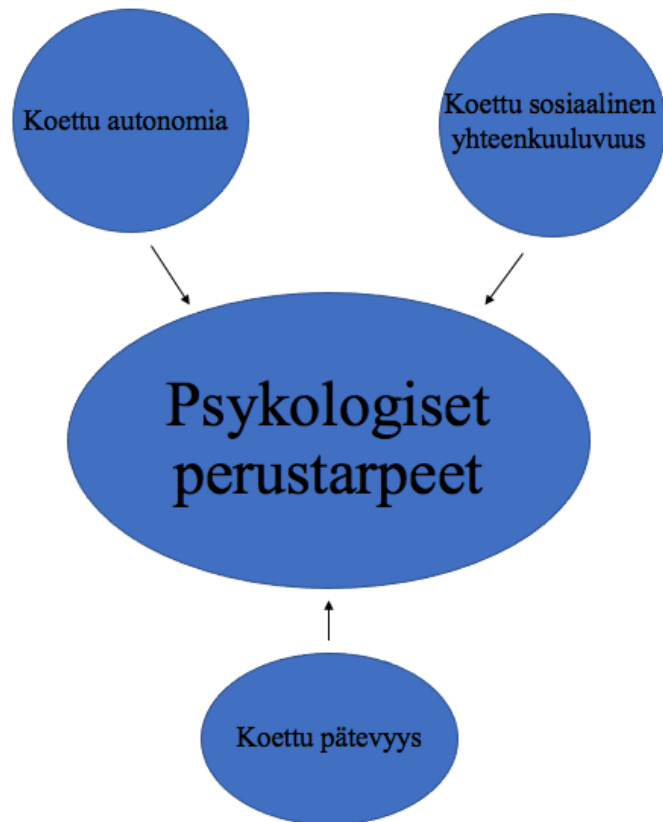 Koettu autonomia
Koettu sosiaalinen
yhteenkuuluvuus
Psykologiset
perustarpeet
Koettu pätevyys